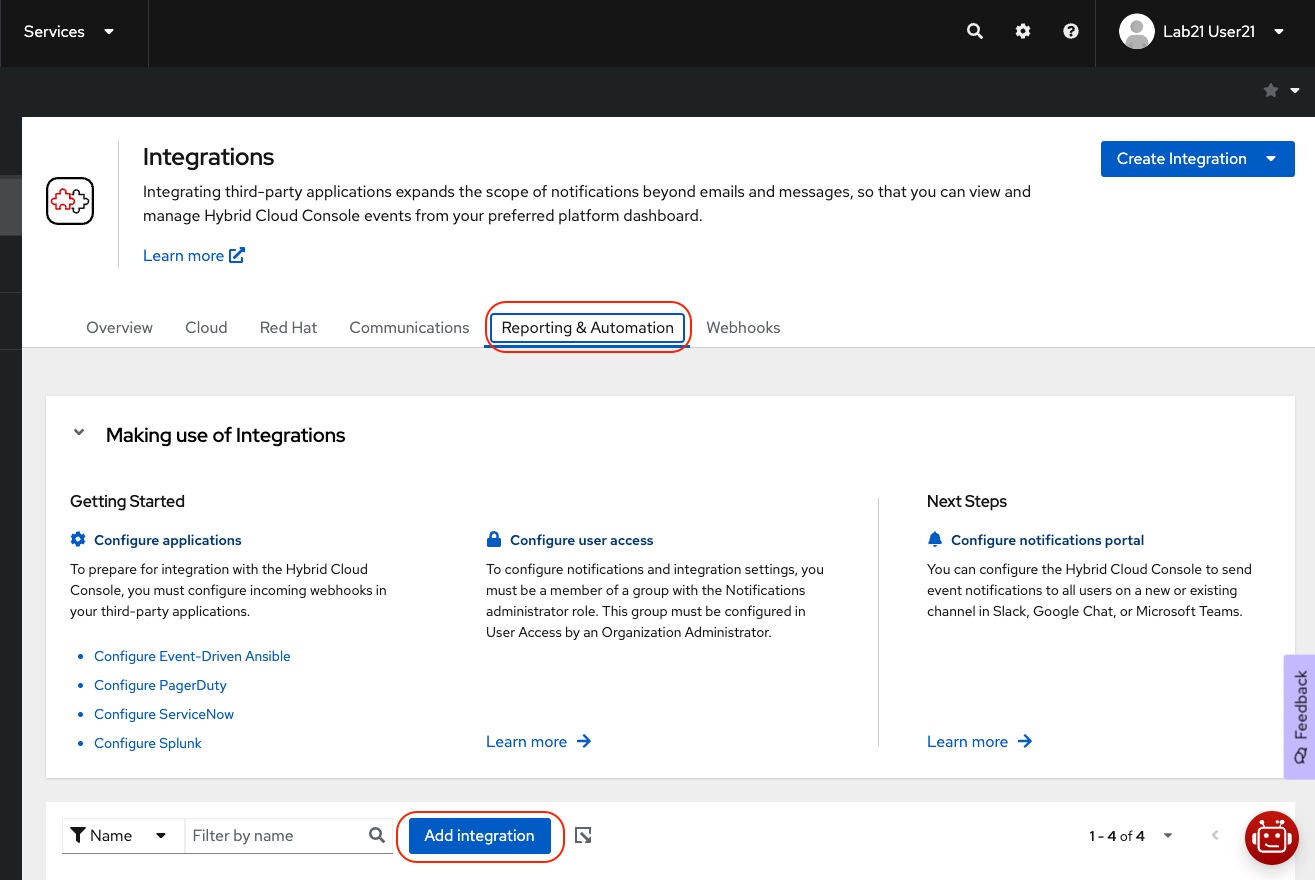 Services
Lab21 User21
Integrations
Create Integration
Integrating third-party applications expands the scope of notifications beyond emails and messages, so that you can view and
manage Hybrid Cloud Console events from your preferred platform dashboard.
Learn more
Overview Cloud Red Hat Communications Reporting & Automation Webhooks
Making use of Integrations
Getting Started
Configure applications
To prepare for integration with the Hybrid Cloud
Console, you must configure incoming webhooks in
your third-party applications.
• Configure Event-Driven Ansible
• Configure PagerDuty
• Configure ServiceNow
• Configure Splunk
Configure user access
To configure notifications and integration settings, you
must be a member of a group with the Notifications
administrator role. This group must be configured in
User Access by an Organization Administrator.
Learn more
Next Steps
Configure notifications portal
You can configure the Hybrid Cloud Console to send
event notifications to all users on a new or existing
channel in Slack, Google Chat, or Microsoft Teams.
Learn more
Feedback
Name Filter by name Add integration 1 - 4 of 4